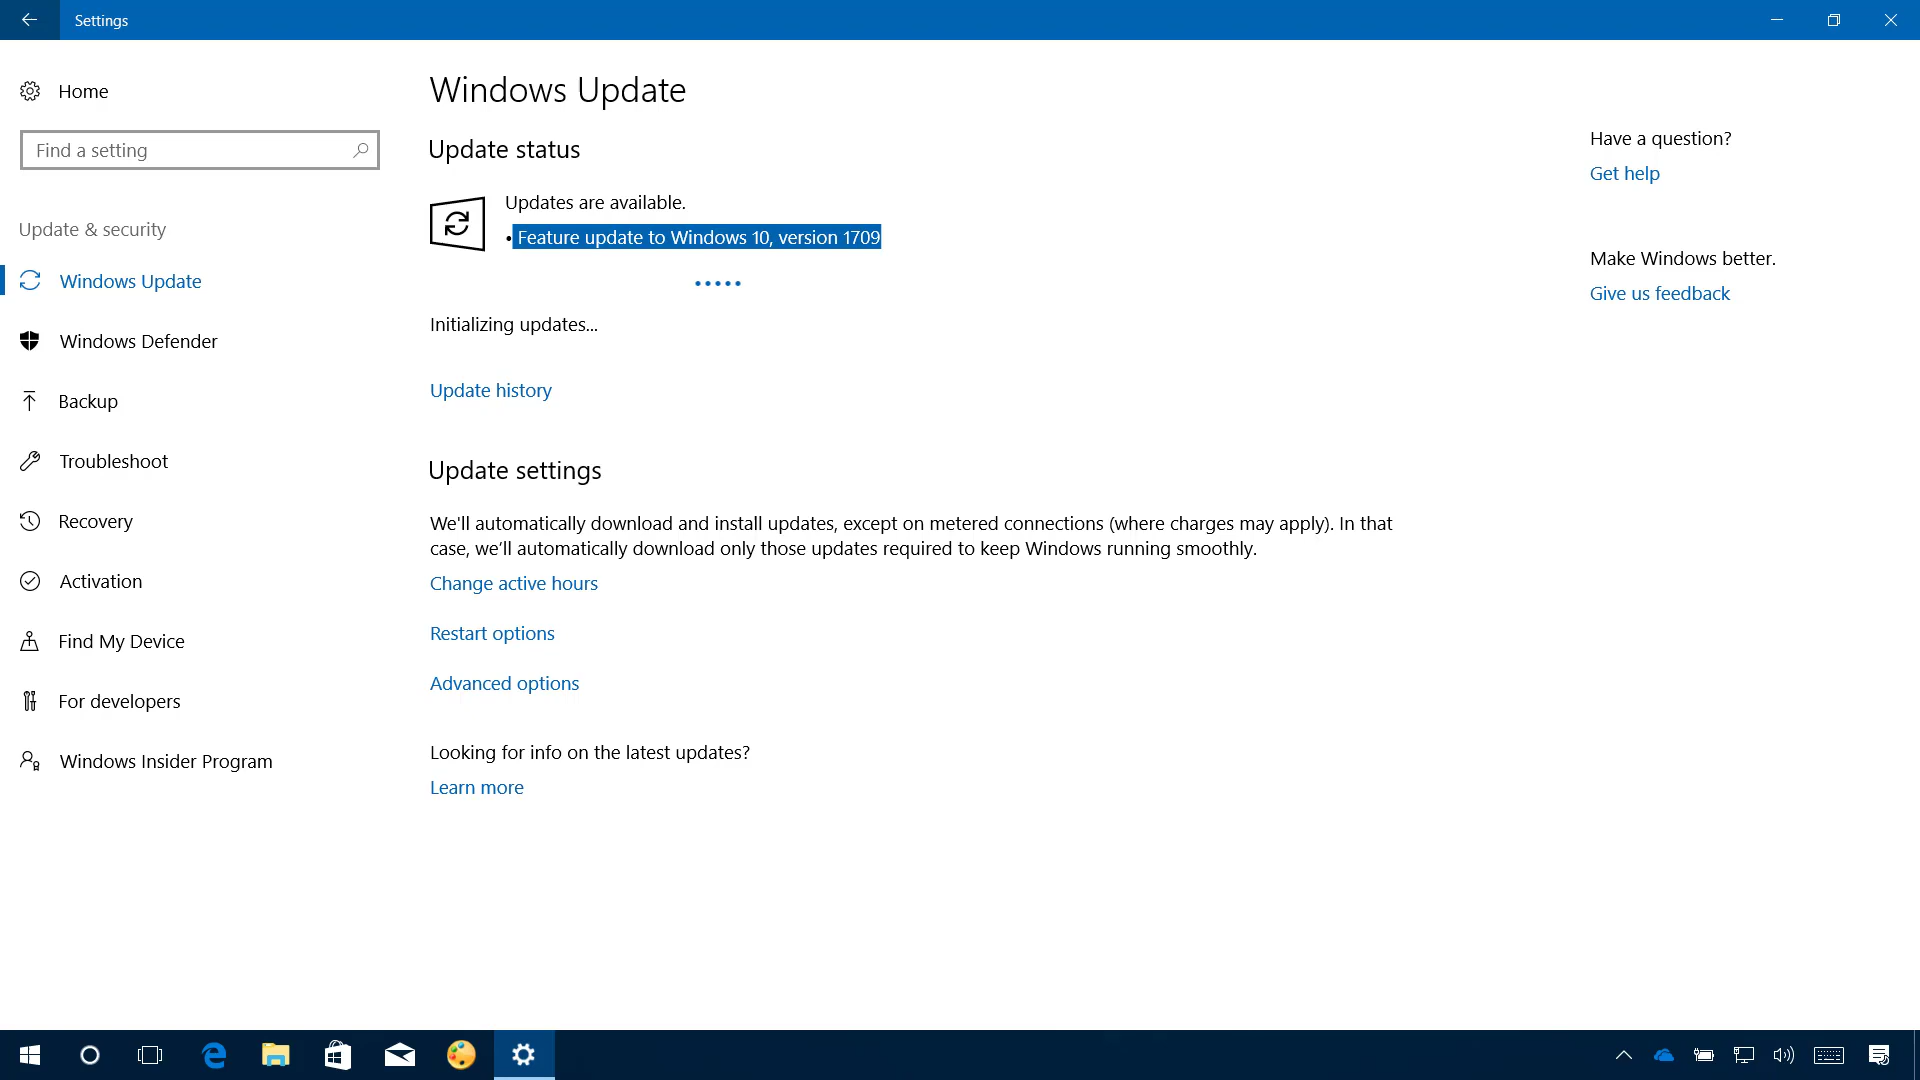 Settings
Home
Find a setting
Update & security
Windows Update
Windows Defender
Backup
Troubleshoot
Recovery
Activation
Find My Device
For developers
Windows Insider Program
Windows Update
Update status
Updates are available.
• Feature update to Windows 10, version 1709
Initializing updates...
Update history
Update settings
We'll automatically download and install updates, except on metered connections (where charges may apply). In that
case, we’ll automatically download only those updates required to keep Windows running smoothly.
Change active hours
Restart options
Advanced options
Looking for info on the latest updates?
Learn more
Have a question?
Get help
Make Windows better.
Give us feedback